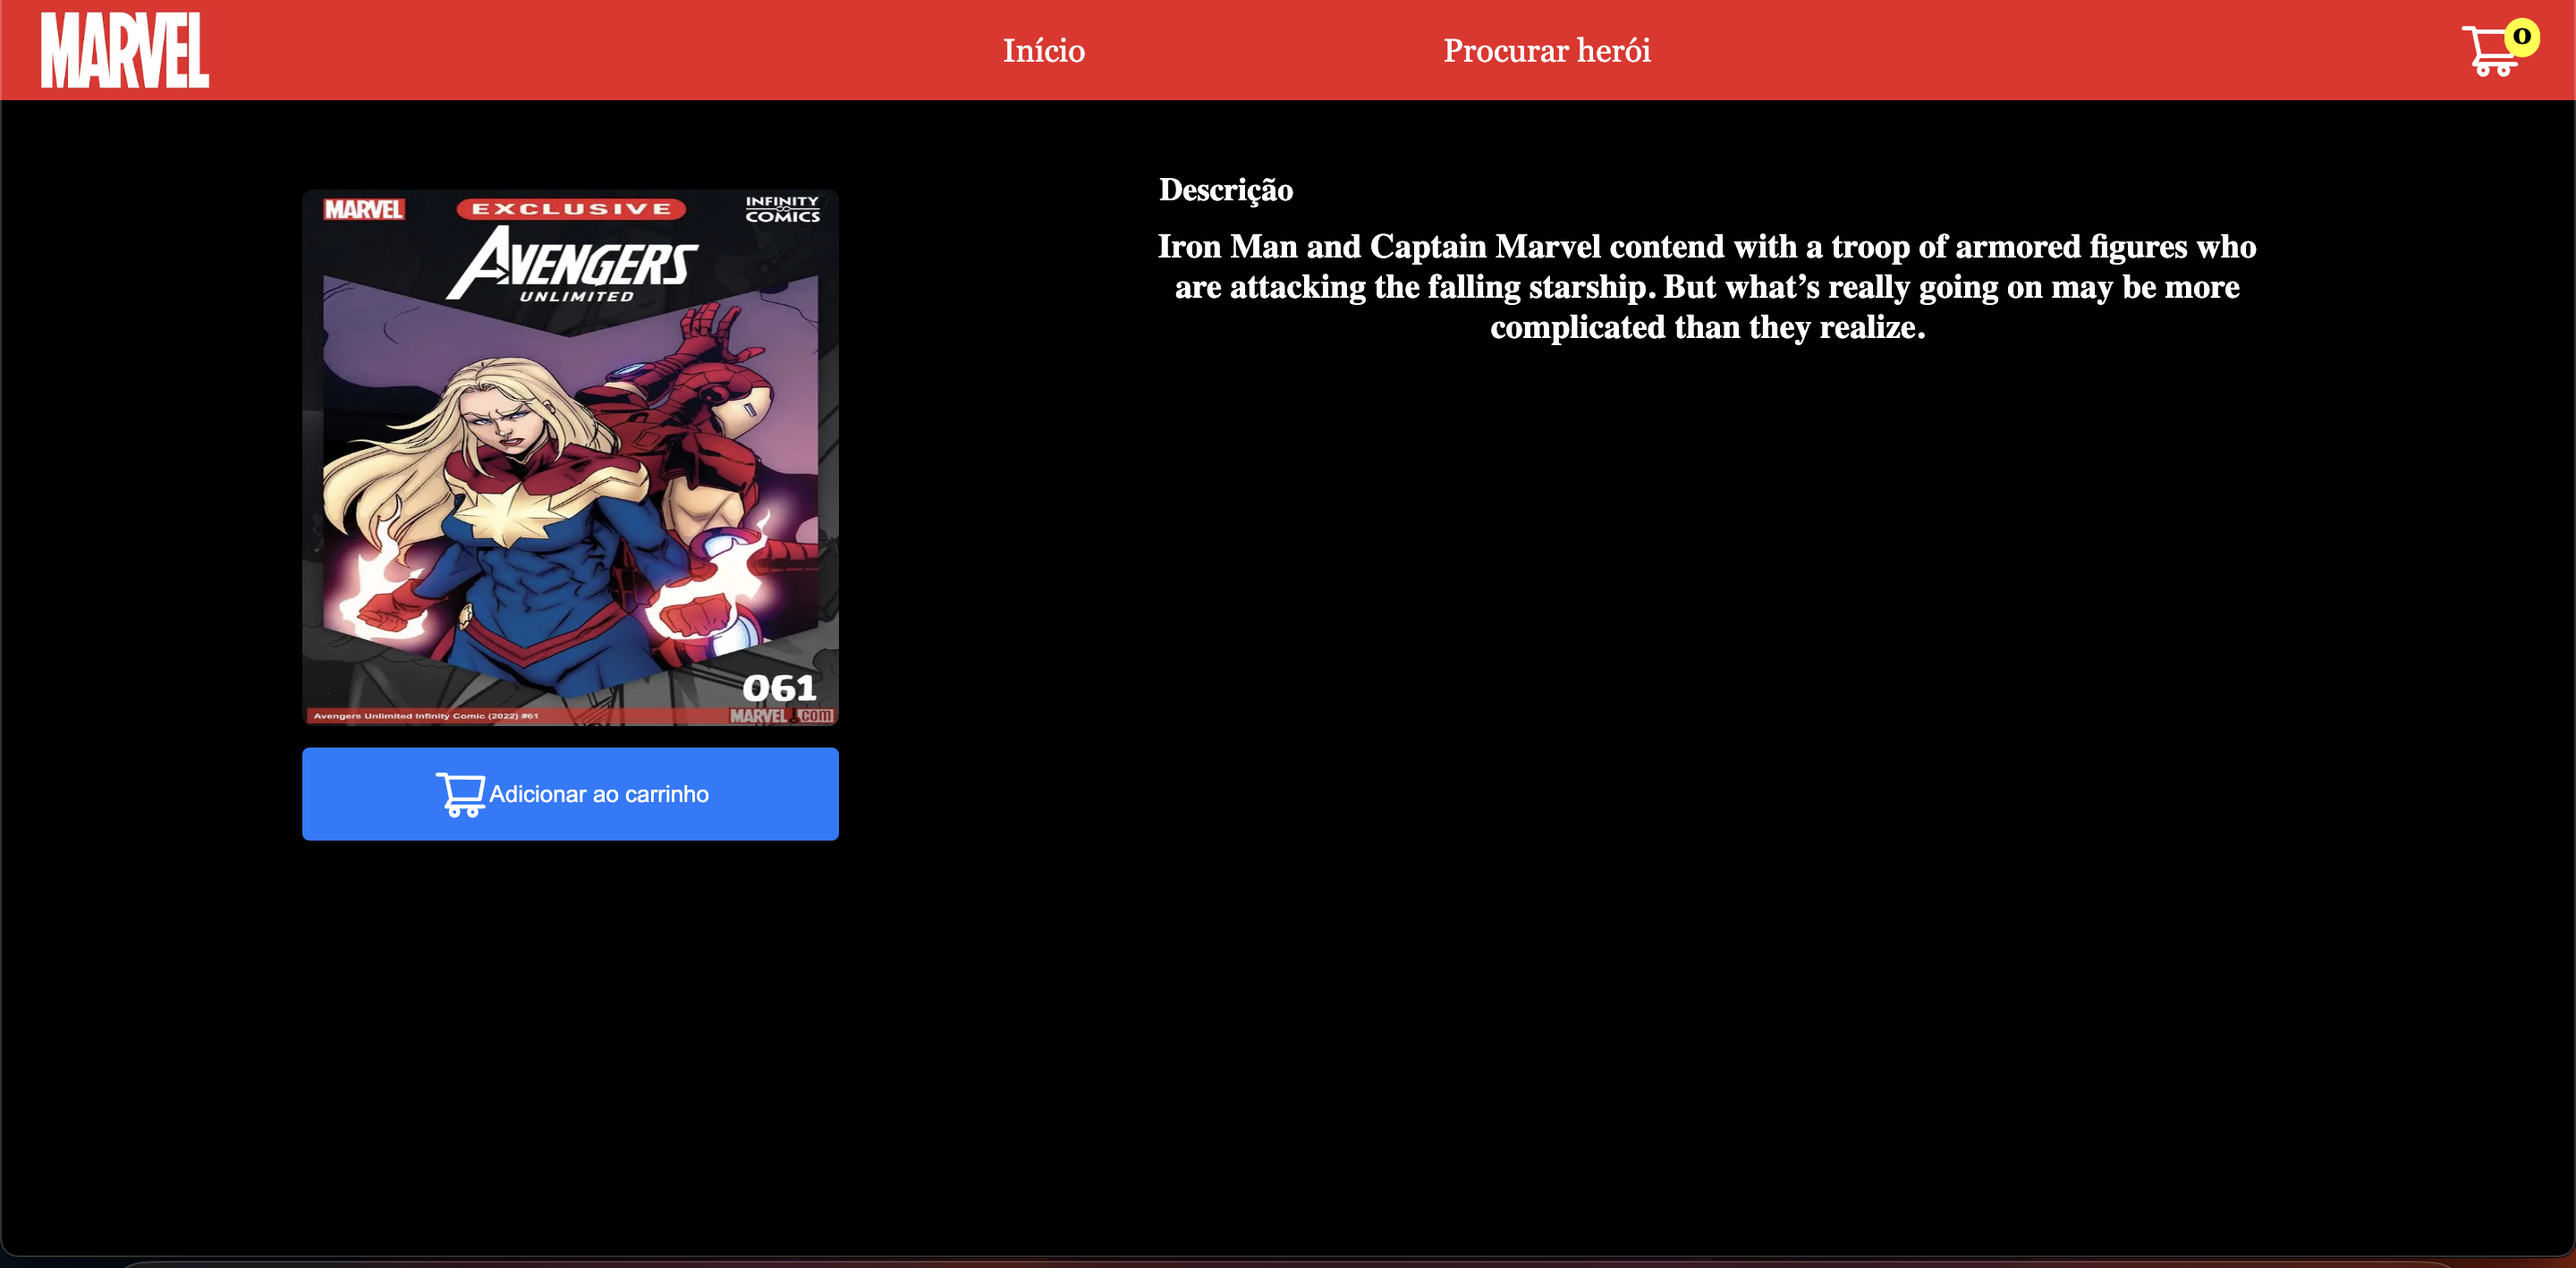 MARVEL
Início
Procurar herói
0
MARVEL
EXCLUSIVE
INFINITY
COMICS
AVENGERS
UNLIMITED
061
Avengers Unlimited Infinity Comic (2022) #61
MARVEL.com
Adicionar ao carrinho
Descrição
Iron Man and Captain Marvel contend with a troop of armored figures who
are attacking the falling starship. But what’s really going on may be more
complicated than they realize.